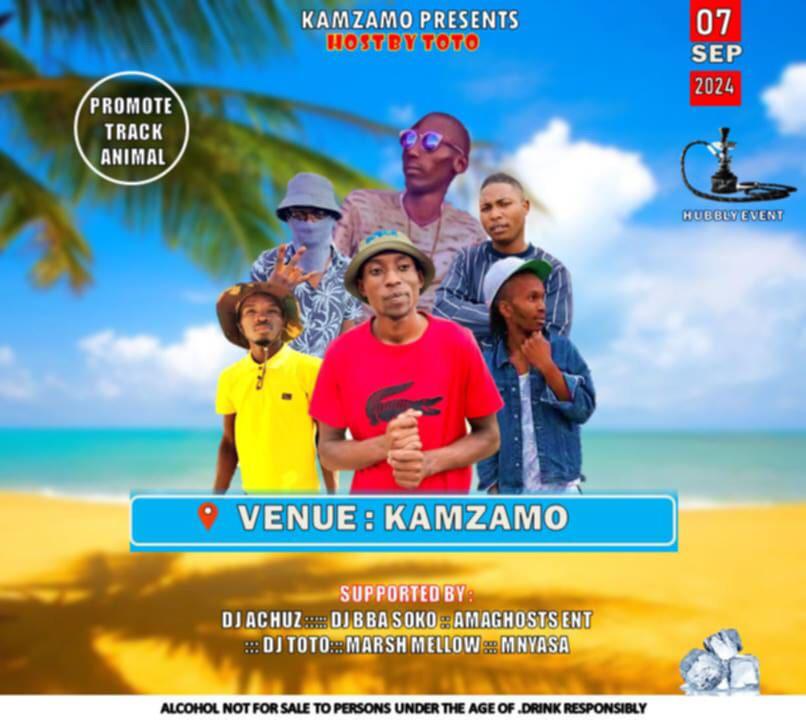 KAMZAMO PRESENTS
HOST BY TOTO
07
SEP
2024
PROMOTE
TRACK
ANIMAL
HUBBLY EVENT
VENUE : KAMZAMO
SUPPORTED BY :
DJ ACHUZ ::::: DJ BBA SOKO :: AMAGHOSTS ENT
::: DJ TOTO::: MARSH MELLOW ::: MNYASA
ALCOHOL NOT FOR SALE TO PERSONS UNDER THE AGE OF .DRINK RESPONSIBLY